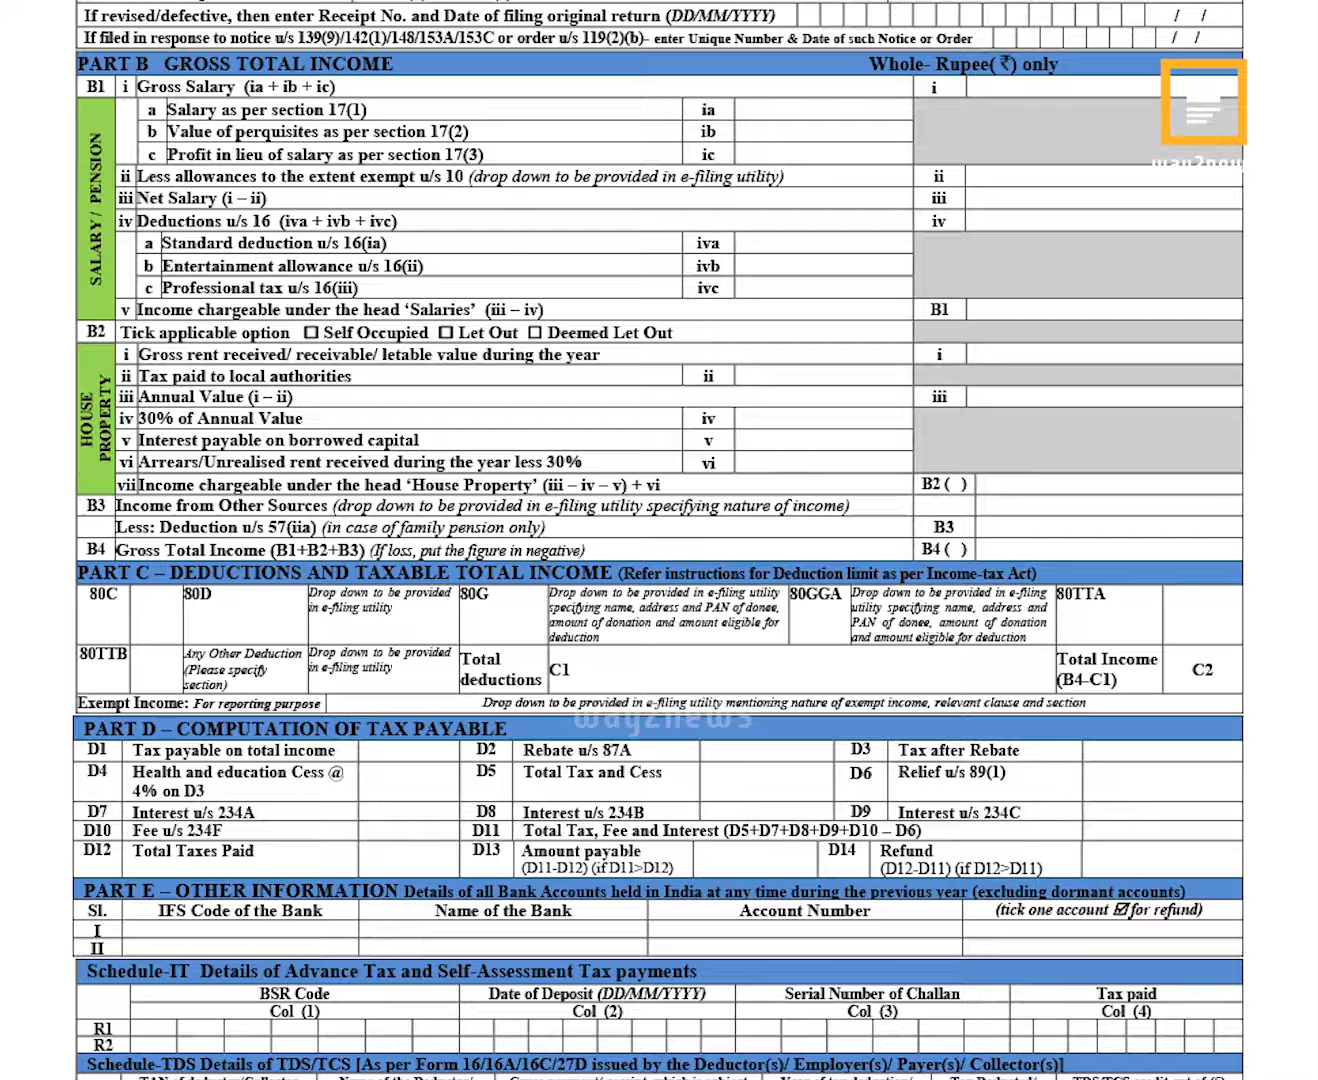 If revised/defective, then enter Receipt No. and Date of filing original return (DD/MM/YYYY) / /
If filed in response to notice u/s 139(9)/142(1)/148/153A/153C or order u/s 119(2)(b)- enter Unique Number & Date of such Notice or Order / /
PART B GROSS TOTAL INCOME Whole- Rupee(₹) only
B1 i Gross Salary (ia + ib + ic) i
a Salary as per section 17(1) ia
b Value of perquisites as per section 17(2) ib
way2news
c Profit in lieu of salary as per section 17(3) ic
ii Less allowances to the extent exempt u/s 10 (drop down to be provided in e-filing utility) ii
iii Net Salary (i – ii) iii
iv Deductions u/s 16 (iva + ivb + ivc) iv
a Standard deduction u/s 16(ia) iva
b Entertainment allowance u/s 16(ii) ivb
c Professional tax u/s 16(iii) ivc
v Income chargeable under the head ‘Salaries’ (iii – iv) B1
SALARY / PENSION
B2 Tick applicable option ☐ Self Occupied ☐ Let Out ☐ Deemed Let Out
i Gross rent received/ receivable/ letable value during the year i
ii Tax paid to local authorities ii
iii Annual Value (i – ii) iii
iv 30% of Annual Value iv
v Interest payable on borrowed capital v
vi Arrears/Unrealised rent received during the year less 30% vi
vii Income chargeable under the head ‘House Property’ (iii – iv – v) + vi B2 ( )
HOUSE
PROPERTY
B3 Income from Other Sources (drop down to be provided in e-filing utility specifying nature of income)
Less: Deduction u/s 57(iia) (in case of family pension only) B3
B4 Gross Total Income (B1+B2+B3) (If loss, put the figure in negative) B4 ( )
PART C – DEDUCTIONS AND TAXABLE TOTAL INCOME (Refer instructions for Deduction limit as per Income-tax Act)
80C 80D Drop down to be provided in e-filing utility 80G Drop down to be provided in e-filing utility specifying name, address and PAN of donee, amount of donation and amount eligible for deduction 80GGA Drop down to be provided in e-filing utility specifying name, address and PAN of donee, amount of donation and amount eligible for deduction 80TTA
80TTB Any Other Deduction (Please specify section) Drop down to be provided in e-filing utility Total deductions C1 Total Income (B4-C1) C2
Exempt Income: For reporting purpose Drop down to be provided in e-filing utility mentioning nature of exempt income, relevant clause and section
way2news
PART D – COMPUTATION OF TAX PAYABLE
D1 Tax payable on total income D2 Rebate u/s 87A D3 Tax after Rebate
D4 Health and education Cess @ 4% on D3 D5 Total Tax and Cess D6 Relief u/s 89(1)
D7 Interest u/s 234A D8 Interest u/s 234B D9 Interest u/s 234C
D10 Fee u/s 234F D11 Total Tax, Fee and Interest (D5+D7+D8+D9+D10 – D6)
D12 Total Taxes Paid D13 Amount payable (D11-D12) (if D11>D12) D14 Refund (D12-D11) (if D12>D11)
PART E – OTHER INFORMATION Details of all Bank Accounts held in India at any time during the previous year (excluding dormant accounts)
Sl. IFS Code of the Bank Name of the Bank Account Number (tick one account ☑ for refund)
I
II
Schedule-IT Details of Advance Tax and Self-Assessment Tax payments
BSR Code Date of Deposit (DD/MM/YYYY) Serial Number of Challan Tax paid
Col (1) Col (2) Col (3) Col (4)
R1
R2
Schedule-TDS Details of TDS/TCS [As per Form 16/16A/16C/27D issued by the Deductor(s)/ Employer(s)/ Payer(s)/ Collector(s)]